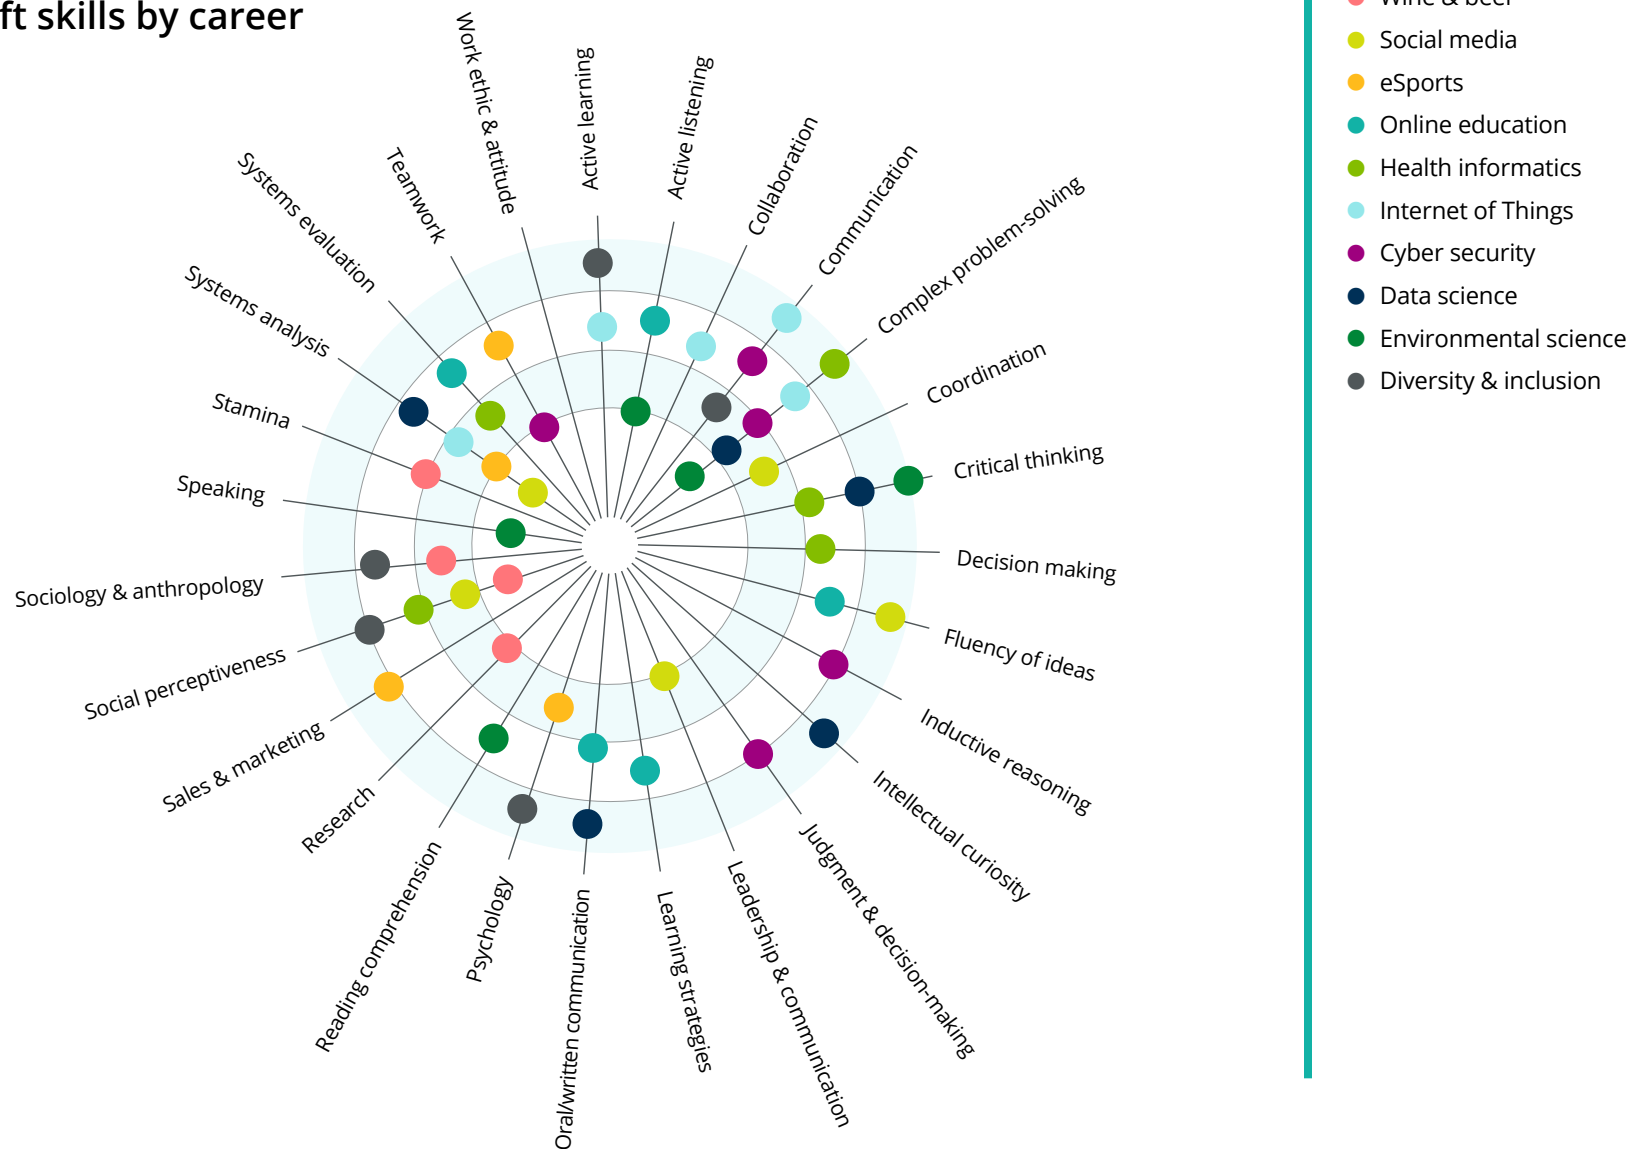 ft skills by career
Work ethic & attitude
Active learning
Active listening
Collaboration
Communication
Complex problem-solving
Coordination
Critical thinking
Decision making
Fluency of ideas
Inductive reasoning
Intellectual curiosity
Judgment & decision-making
Leadership & communication
Learning strategies
Oral/written communication
Psychology
Reading comprehension
Research
Sales & marketing
Social perceptiveness
Sociology & anthropology
Speaking
Stamina
Systems analysis
Systems evaluation
Teamwork
Wine & beer
Social media
eSports
Online education
Health informatics
Internet of Things
Cyber security
Data science
Environmental science
Diversity & inclusion